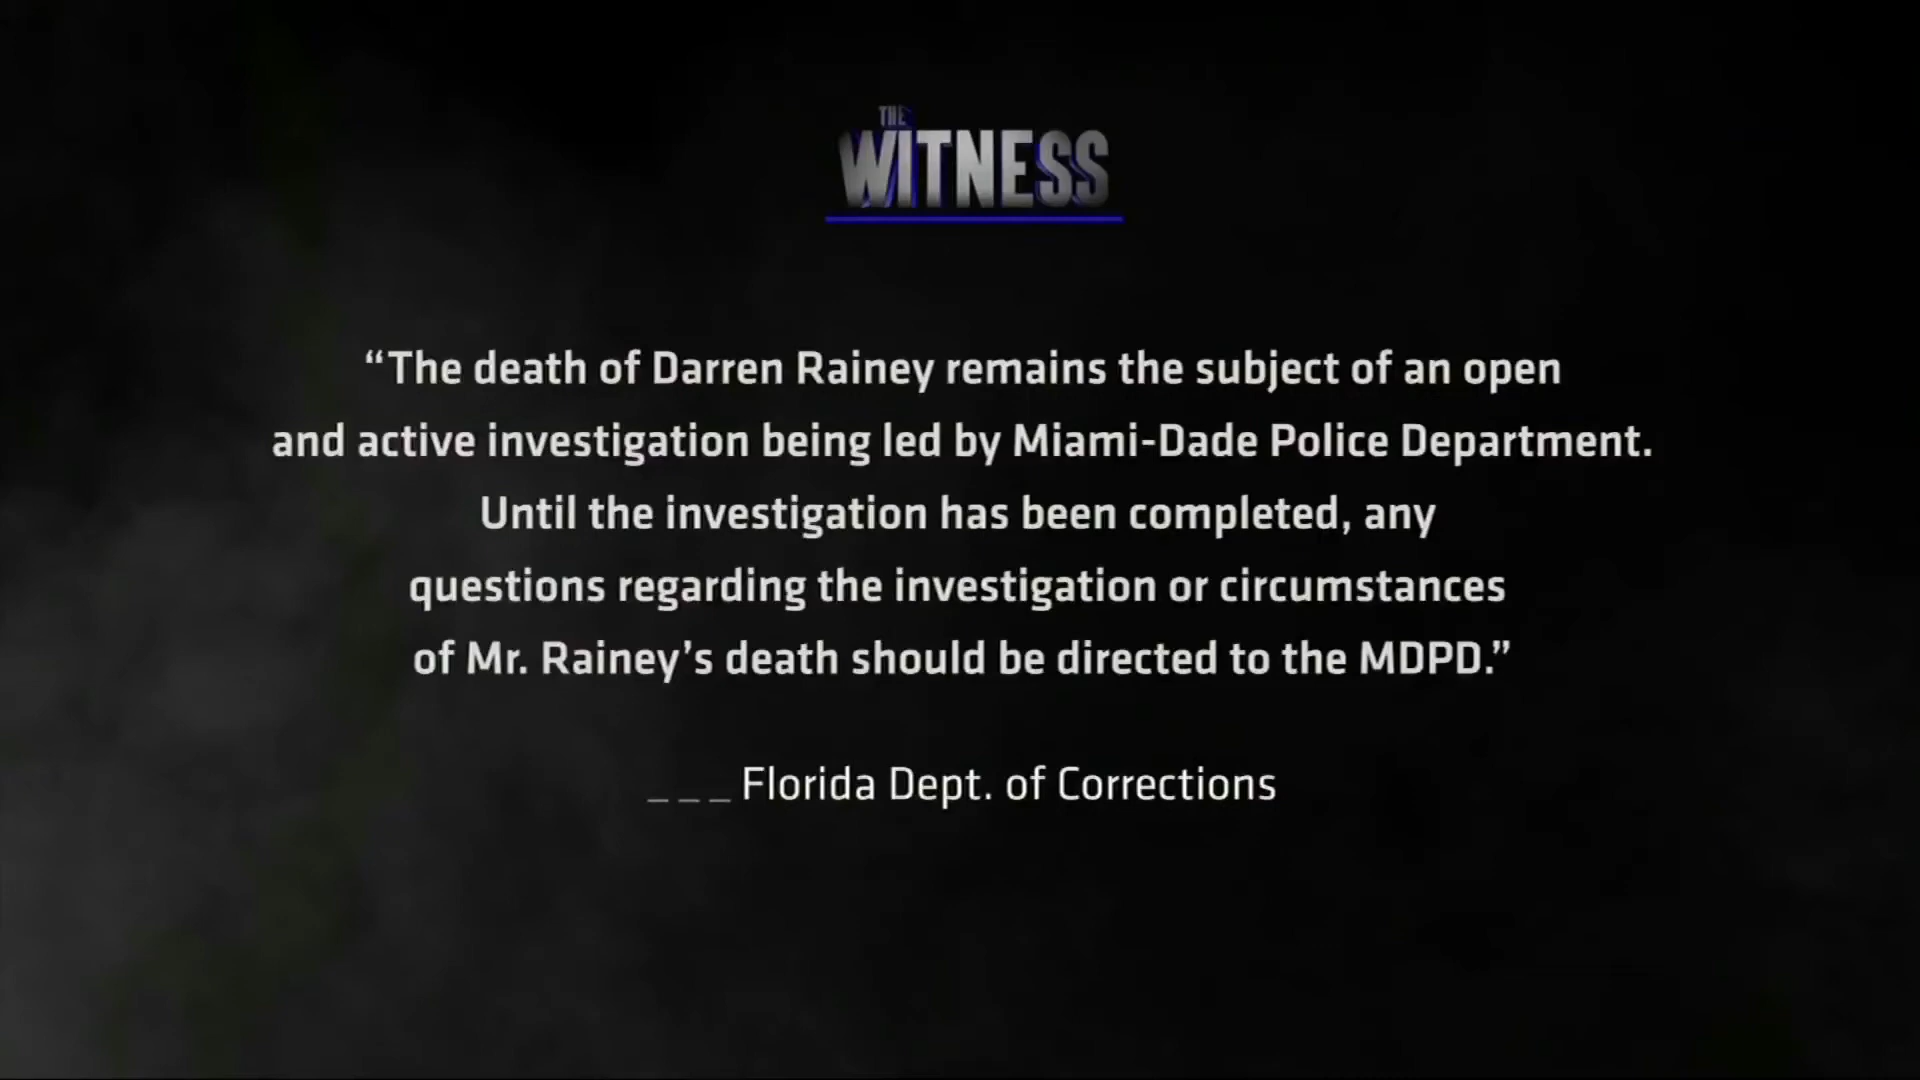 THE
WITNESS
“The death of Darren Rainey remains the subject of an open
and active investigation being led by Miami-Dade Police Department.
Until the investigation has been completed, any
questions regarding the investigation or circumstances
of Mr. Rainey’s death should be directed to the MDPD.”
_ _ _ Florida Dept. of Corrections